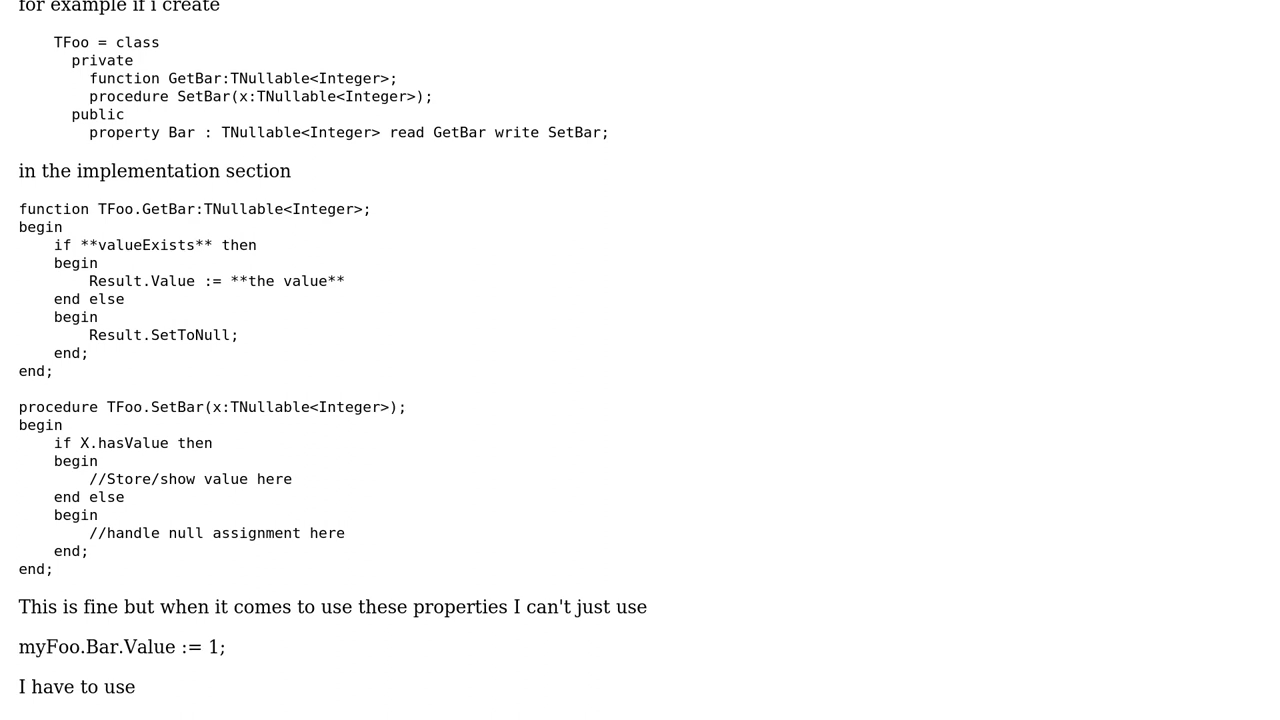 for example if i create
TFoo = class
private
function GetBar:TNullable<Integer>;
procedure SetBar(x:TNullable<Integer>);
public
property Bar : TNullable<Integer> read GetBar write SetBar;
in the implementation section
function TFoo.GetBar:TNullable<Integer>;
begin
if **valueExists** then
begin
Result.Value := **the value**
end else
begin
Result.SetToNull;
end;
end;
procedure TFoo.SetBar(x:TNullable<Integer>);
begin
if X.hasValue then
begin
//Store/show value here
end else
begin
//handle null assignment here
end;
end;
This is fine but when it comes to use these properties I can't just use
myFoo.Bar.Value := 1;
I have to use